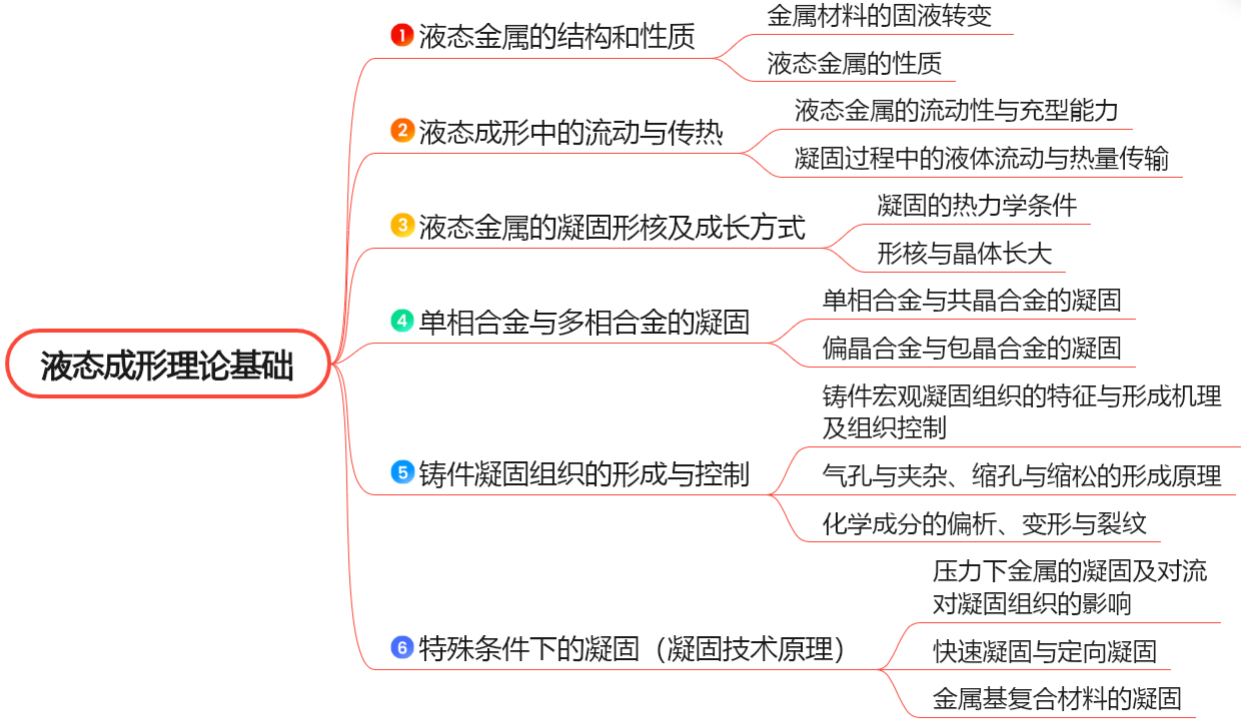 液态成形理论基础
1 液态金属的结构和性质
金属材料的固液转变
液态金属的性质
2 液态成形中的流动与传热
液态金属的流动性与充型能力
凝固过程中的液体流动与热量传输
3 液态金属的凝固形核及成长方式
凝固的热力学条件
形核与晶体长大
4 单相合金与多相合金的凝固
单相合金与共晶合金的凝固
偏晶合金与包晶合金的凝固
5 铸件凝固组织的形成与控制
铸件宏观凝固组织的特征与形成机理
及组织控制
气孔与夹杂、缩孔与缩松的形成原理
化学成分的偏析、变形与裂纹
6 特殊条件下的凝固（凝固技术原理）
压力下金属的凝固及对流
对凝固组织的影响
快速凝固与定向凝固
金属基复合材料的凝固